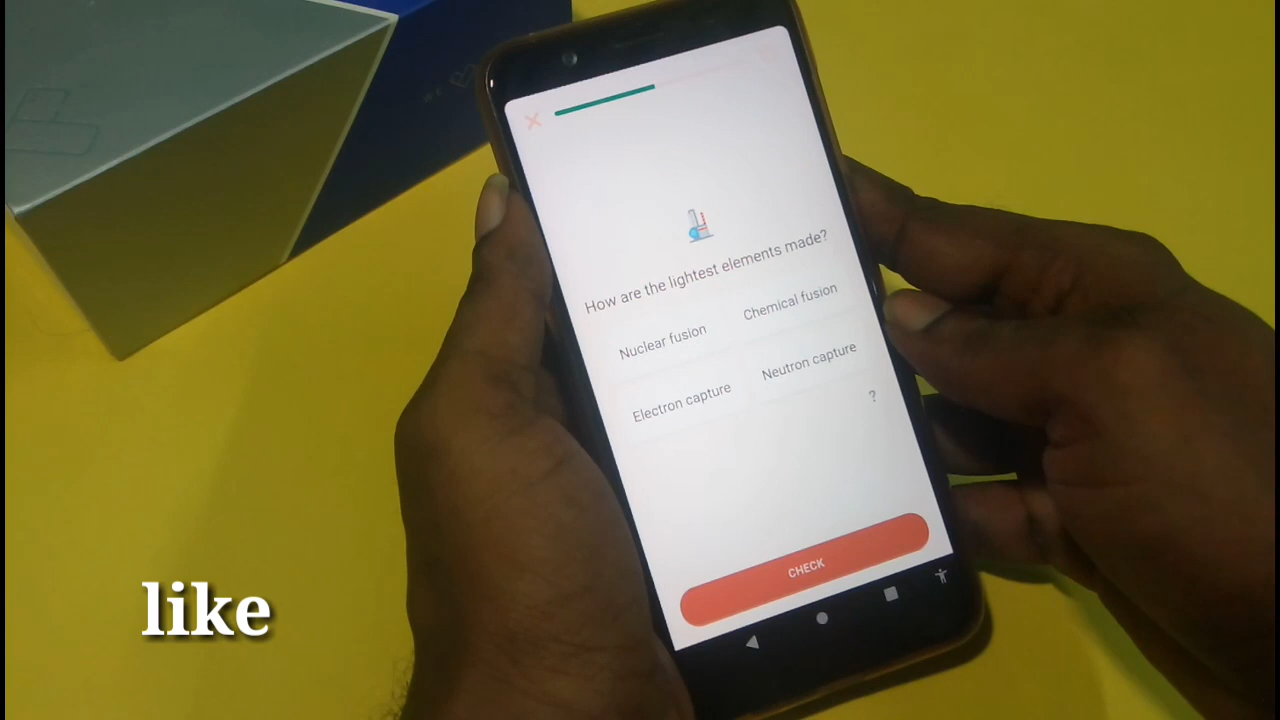 How are the lightest elements made?
Nuclear fusion
Chemical fusion
Electron capture
Neutron capture
?
CHECK
like